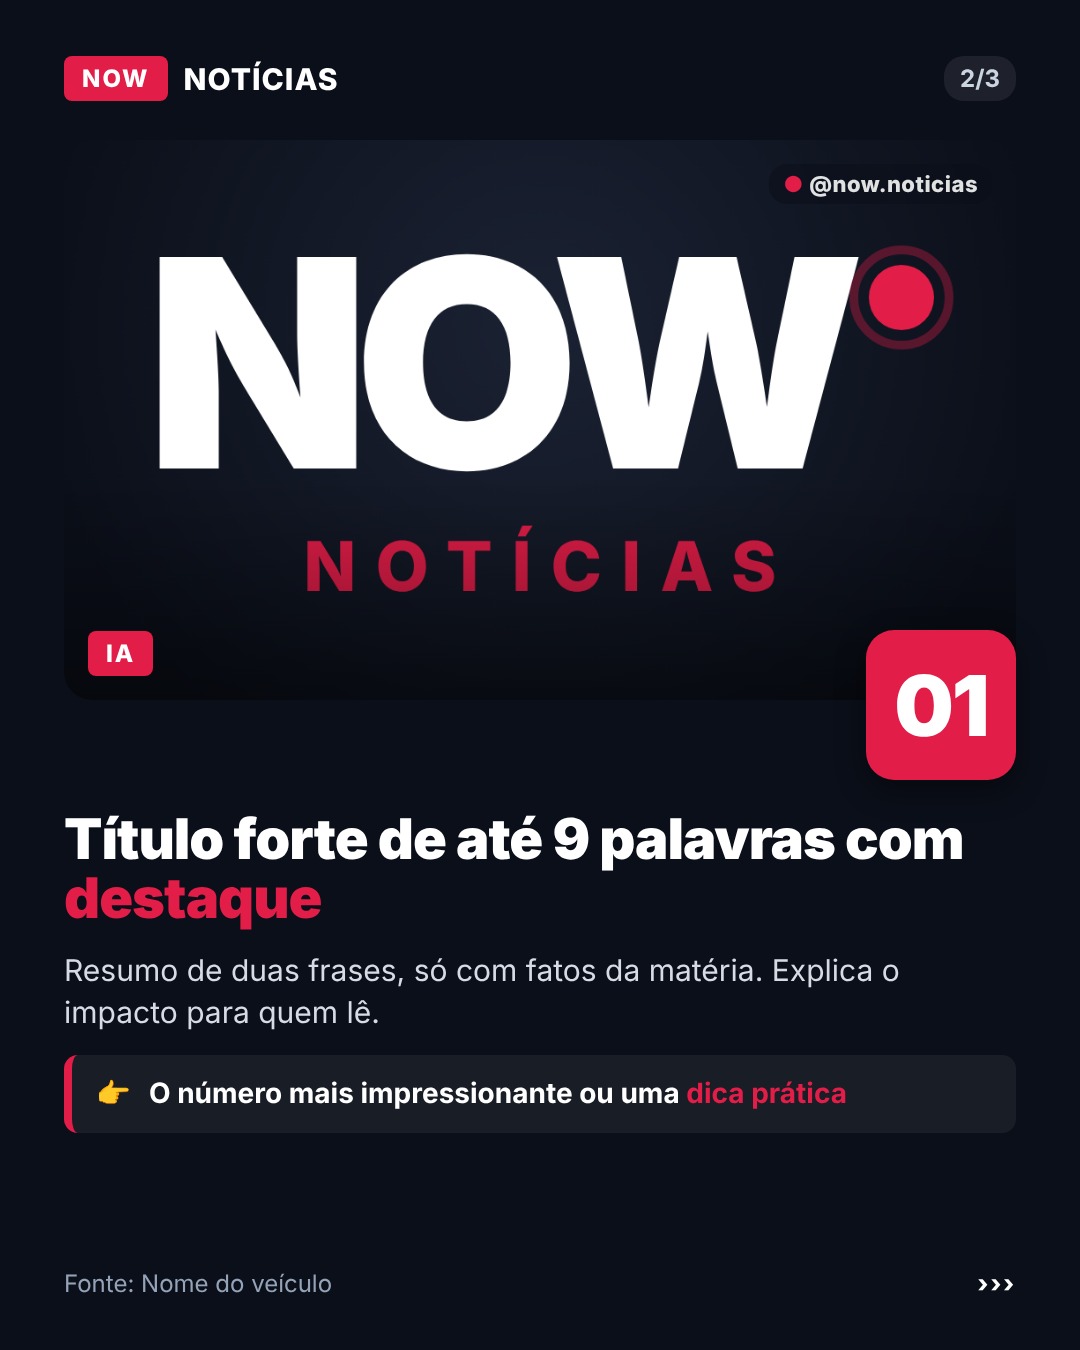 NOW NOTÍCIAS
2/3
@now.noticias
NOW
NOTÍCIAS
IA
01
Título forte de até 9 palavras com
destaque
Resumo de duas frases, só com fatos da matéria. Explica o
impacto para quem lê.
👉 O número mais impressionante ou uma dica prática
Fonte: Nome do veículo
›››